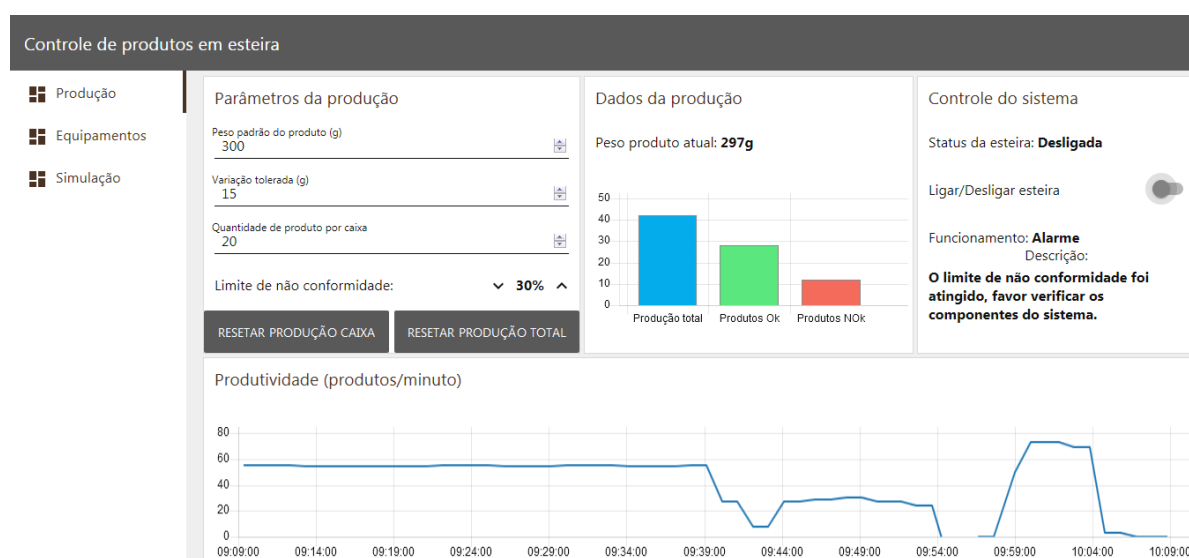 Controle de produtos em esteira
Produção
Equipamentos
Simulação
Parâmetros da produção
Peso padrão do produto (g)
300
Variação tolerada (g)
15
Quantidade de produto por caixa
20
Limite de não conformidade:
30%
RESETAR PRODUÇÃO CAIXA
RESETAR PRODUÇÃO TOTAL
Dados da produção
Peso produto atual: 297g
50
40
30
20
10
0
Produção total
Produtos Ok
Produtos NOk
Controle do sistema
Status da esteira: Desligada
Ligar/Desligar esteira
Funcionamento: Alarme
Descrição:
O limite de não conformidade foi
atingido, favor verificar os
componentes do sistema.
Produtividade (produtos/minuto)
80
60
40
20
0
09:09:00 09:14:00 09:19:00 09:24:00 09:29:00 09:34:00 09:39:00 09:44:00 09:49:00 09:54:00 09:59:00 10:04:00 10:09:00